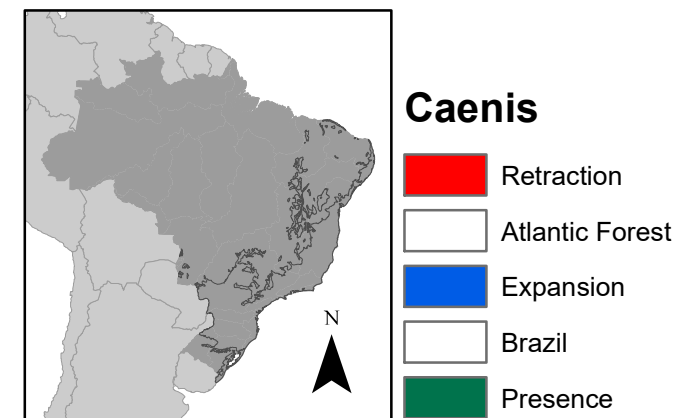 Caenis
Retraction
Atlantic Forest
Expansion
N
Brazil
Presence